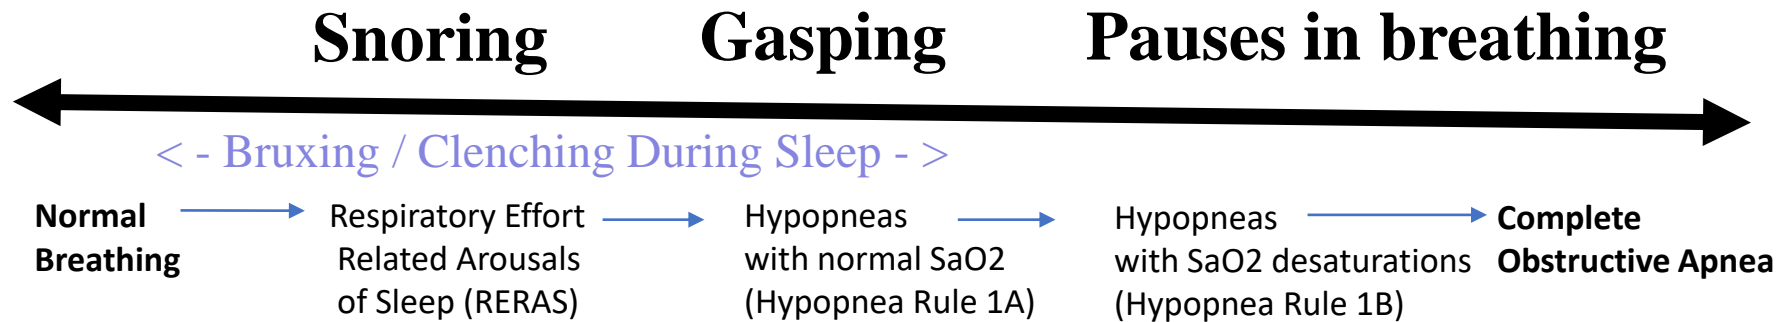 Snoring Gasping Pauses in breathing
< - Bruxing / Clenching During Sleep - >
Normal
Breathing
Respiratory Effort
Related Arousals
of Sleep (RERAS)
Hypopneas
with normal SaO2
(Hypopnea Rule 1A)
Hypopneas
with SaO2 desaturations
(Hypopnea Rule 1B)
Complete
Obstructive Apnea